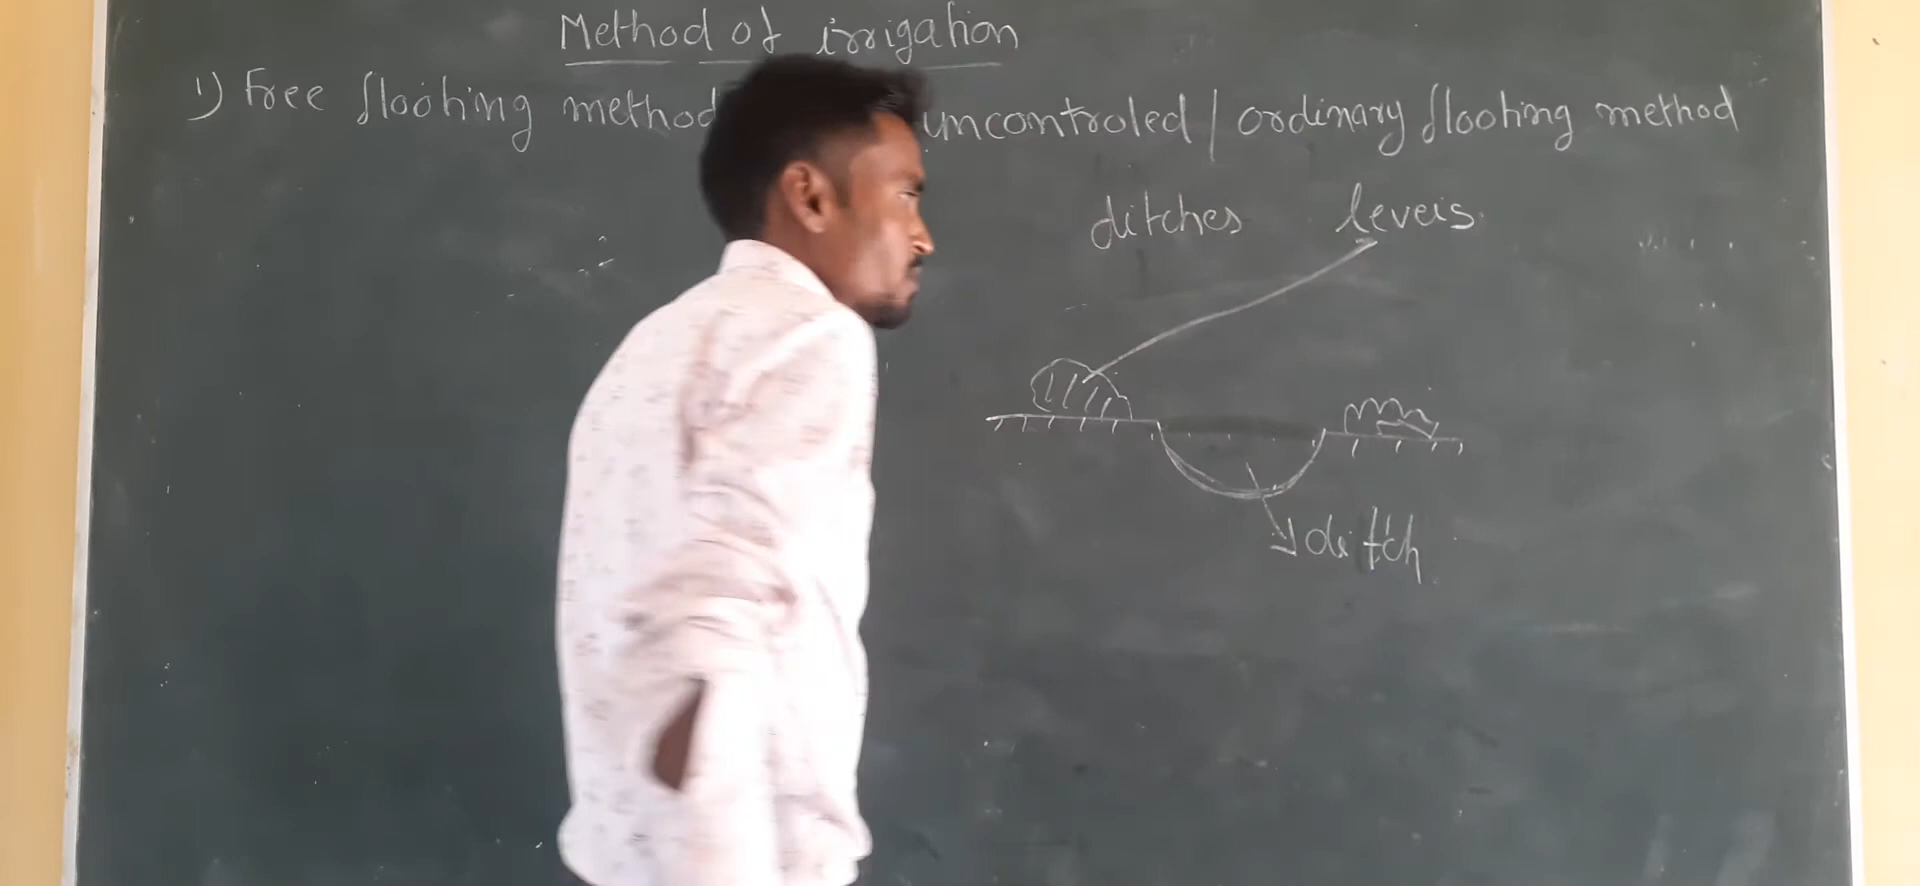 Method of irrigation
1) Free flooding method uncontroled / ordinary flooding method
ditches levels
ditch